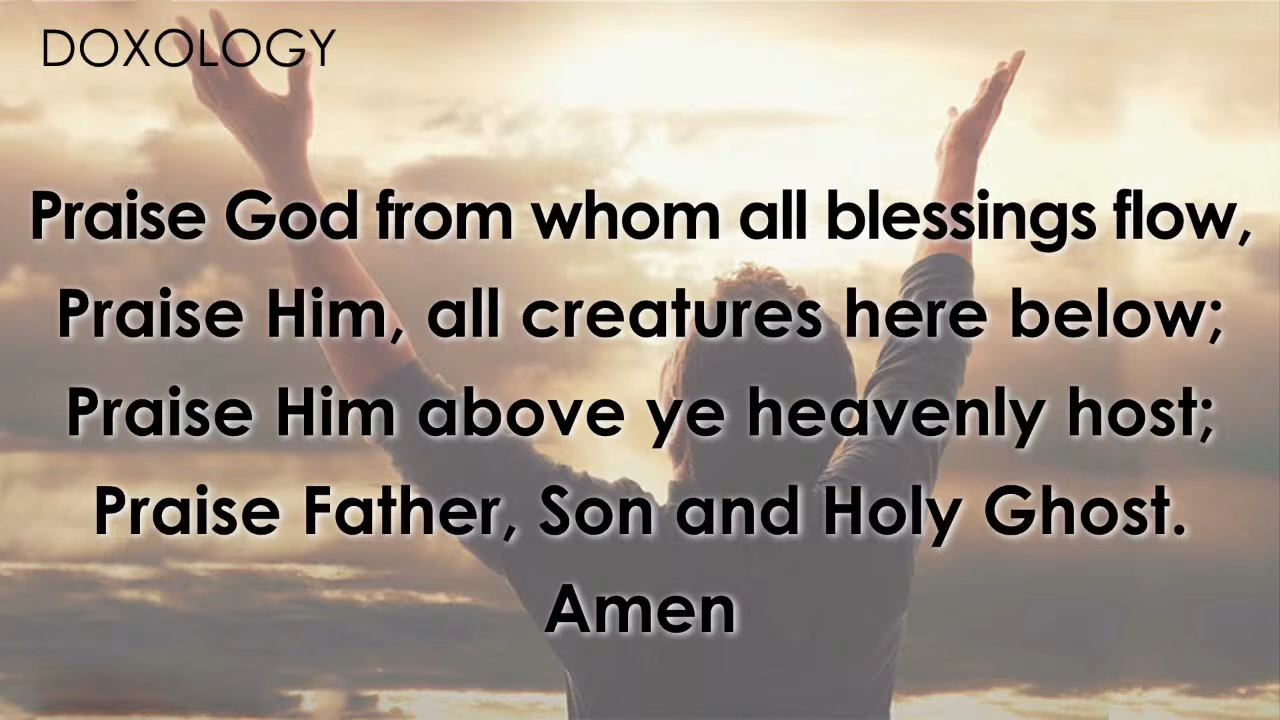 DOXOLOGY
Praise God from whom all blessings flow,
Praise Him, all creatures here below;
Praise Him above ye heavenly host;
Praise Father, Son and Holy Ghost.
Amen